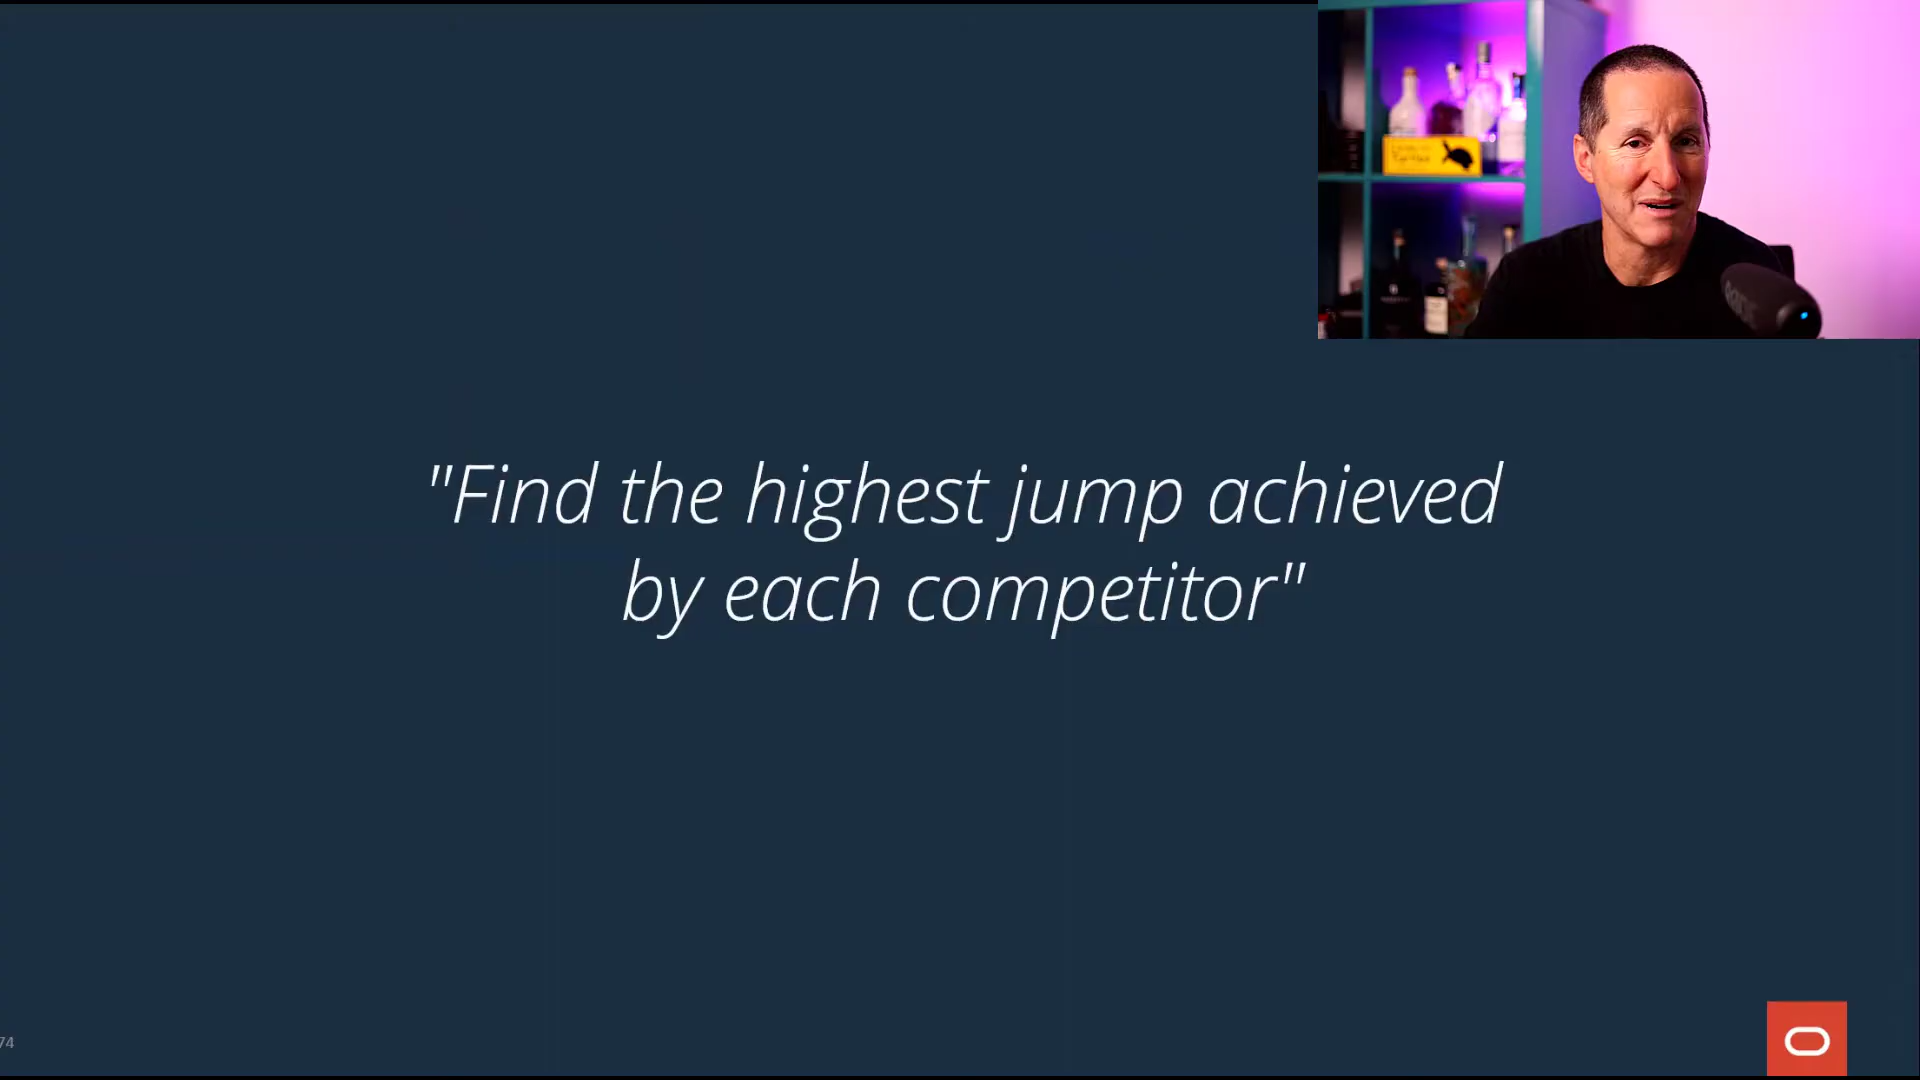 "Find the highest jump achieved
by each competitor"
74